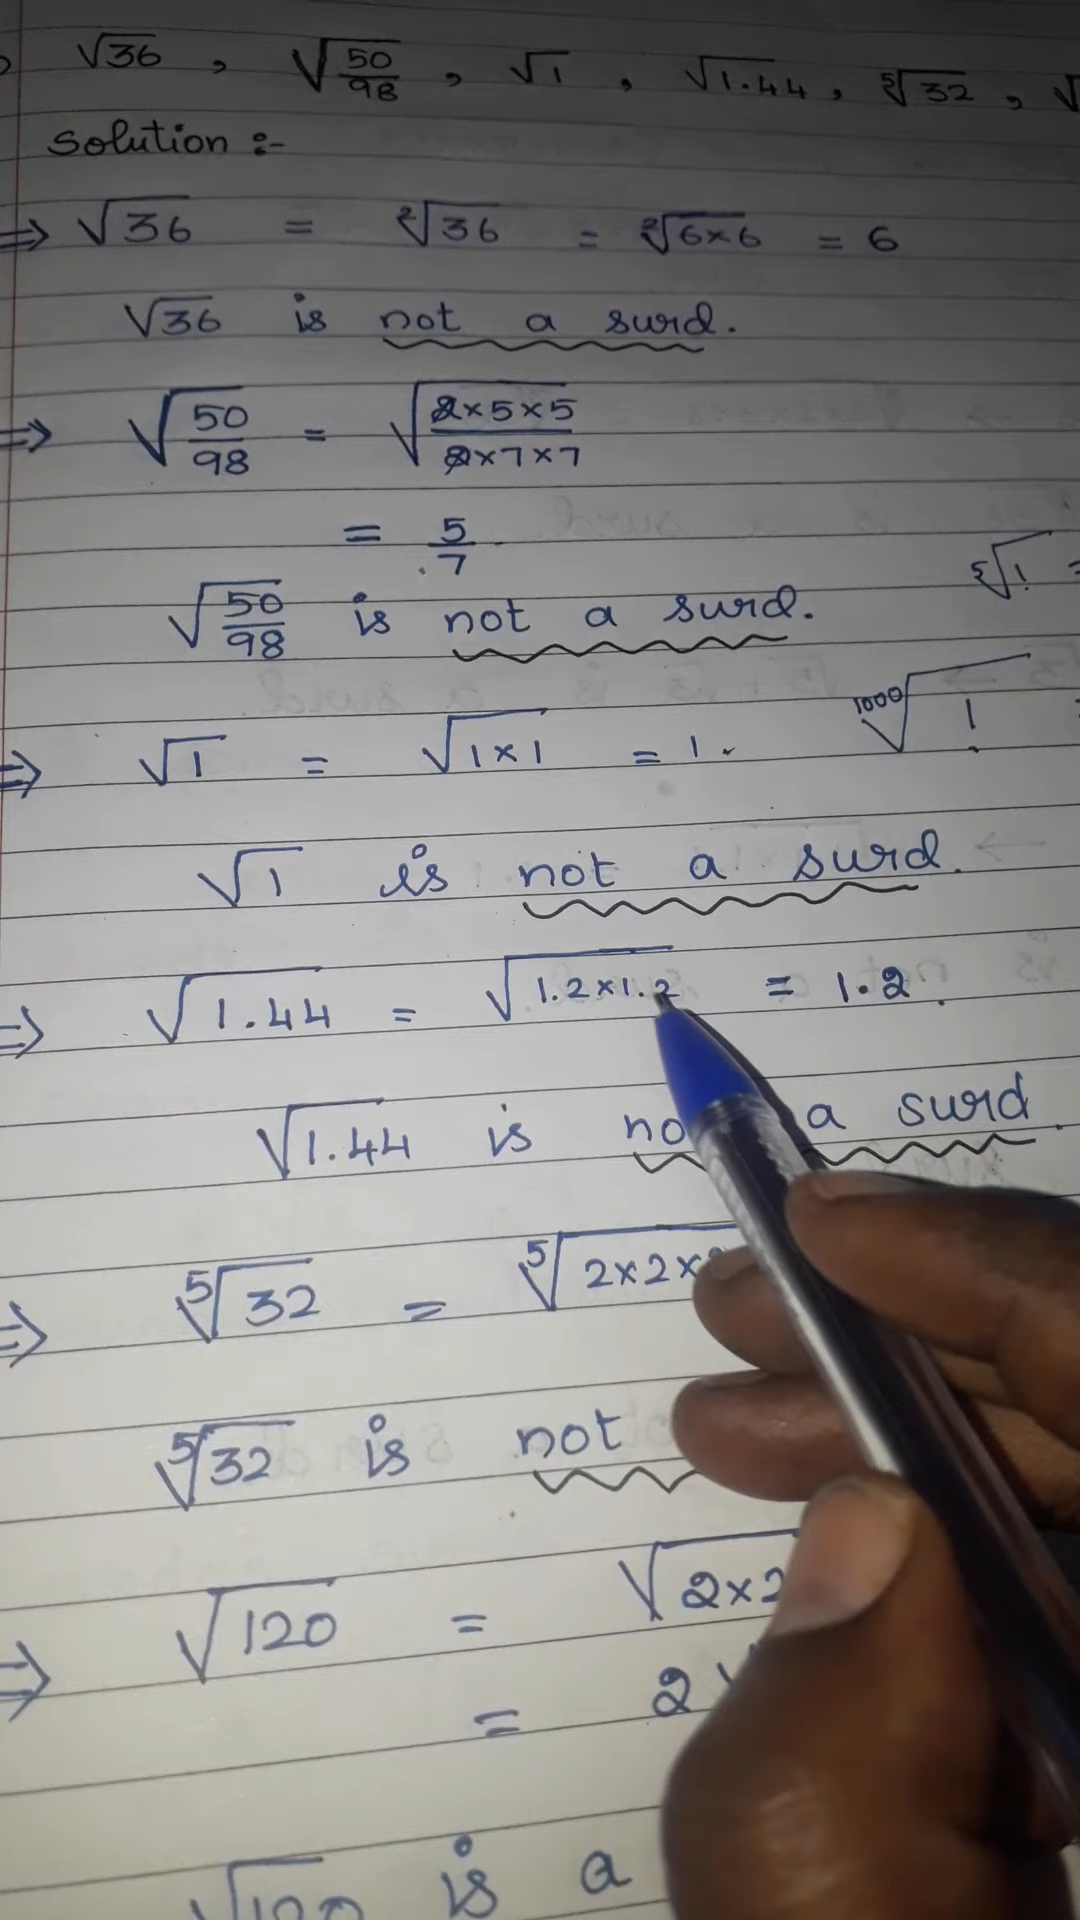 √36 , √(50/98) , √1 , √1.44 , ⁵√32 , √
Solution :-
⇒ √36 = ²√36 = ²√6×6 = 6
√36 is not a surd.
⇒ √(50/98) = √(2×5×5/2×7×7)
= 5/7
⁵√1 =
√(50/98) is not a surd.
¹⁰⁰⁰√1 =
⇒ √1 = √1×1 = 1.
√1 is not a surd.
⇒ √1.44 = √1.2×1.2 = 1.2.
√1.44 is no a surd.
⇒ ⁵√32 = ⁵√2×2×
⁵√32 is not
⇒ √120 = √2×2
= 2√
√120 is a